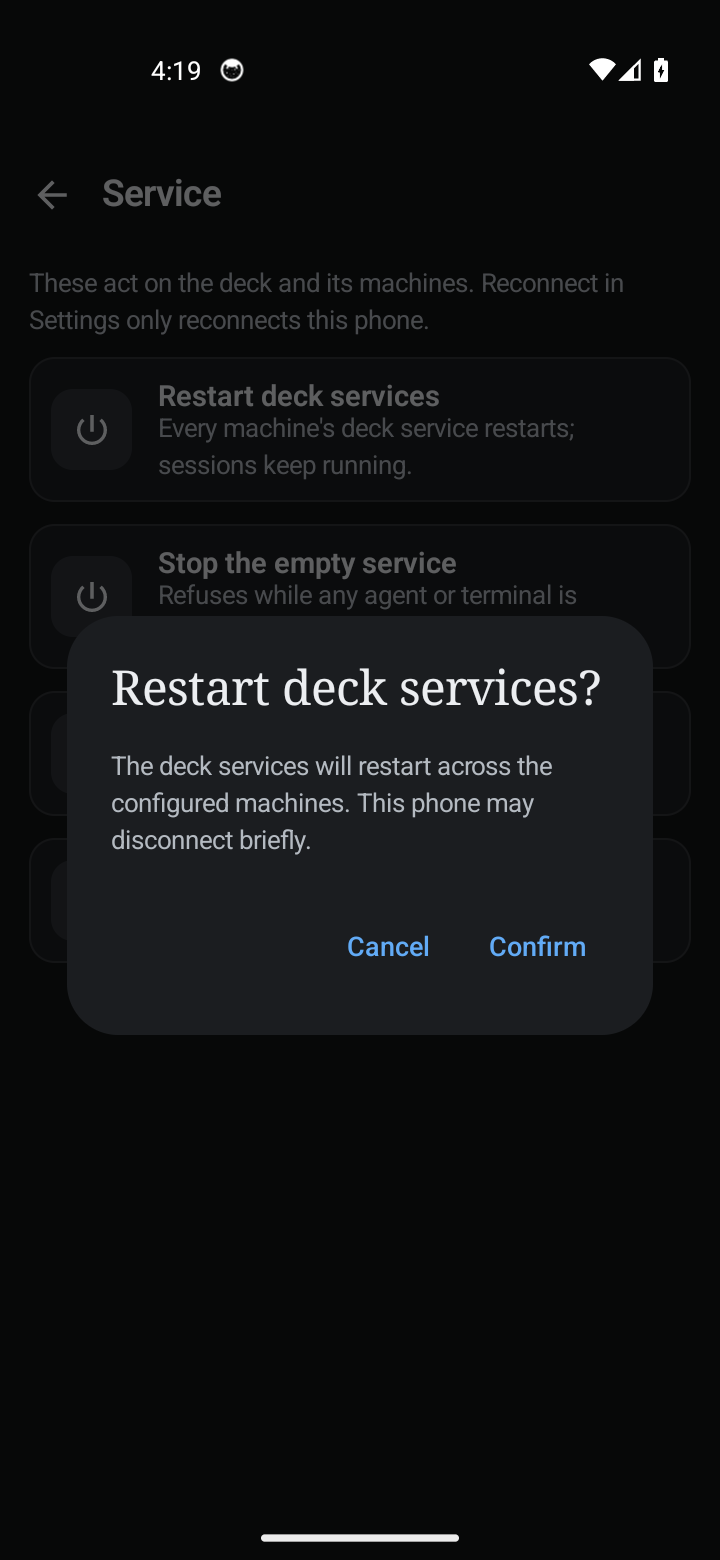 4:19
Service
These act on the deck and its machines. Reconnect in
Settings only reconnects this phone.
Restart deck services
Every machine's deck service restarts;
sessions keep running.
Stop the empty service
Refuses while any agent or terminal is
Restart deck services?
The deck services will restart across the
configured machines. This phone may
disconnect briefly.
Cancel Confirm